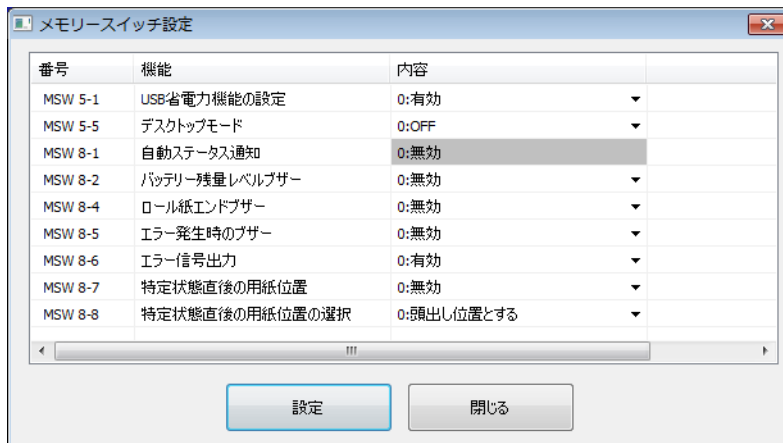 メモリースイッチ設定
番号 機能 内容
MSW 5-1 USB省電力機能の設定 0:有効
MSW 5-5 デスクトップモード 0:OFF
MSW 8-1 自動ステータス通知 0:無効
MSW 8-2 バッテリー残量レベルブザー 0:無効
MSW 8-4 ロール紙エンドブザー 0:無効
MSW 8-5 エラー発生時のブザー 0:無効
MSW 8-6 エラー信号出力 0:有効
MSW 8-7 特定状態直後の用紙位置 0:無効
MSW 8-8 特定状態直後の用紙位置の選択 0:頭出し位置とする
設定 閉じる